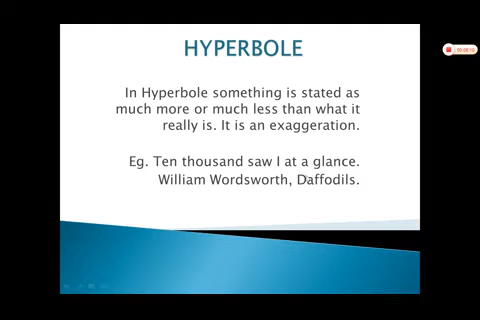 HYPERBOLE
In Hyperbole something is stated as
much more or much less than what it
really is. It is an exaggeration.
Eg. Ten thousand saw I at a glance.
William Wordsworth, Daffodils.